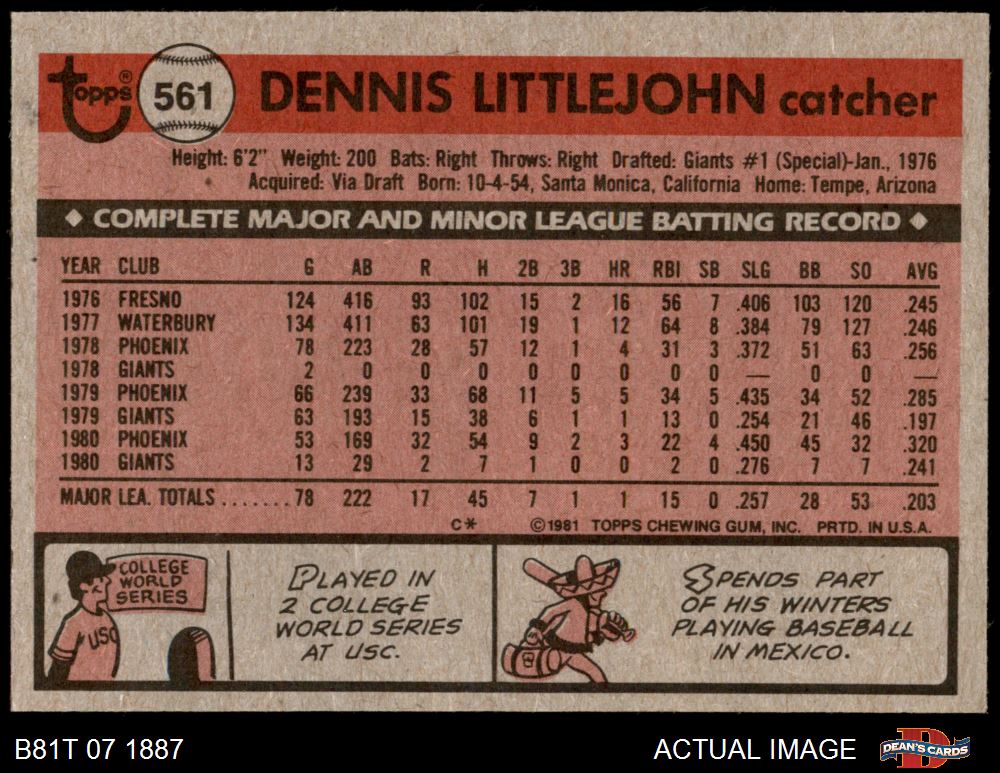 Topps® 561 DENNIS LITTLEJOHN catcher
Height: 6'2" Weight: 200 Bats: Right Throws: Right Drafted: Giants #1 (Special)-Jan., 1976
Acquired: Via Draft Born: 10-4-54, Santa Monica, California Home: Tempe, Arizona
◆ COMPLETE MAJOR AND MINOR LEAGUE BATTING RECORD ◆
YEAR CLUB G AB R H 2B 3B HR RBI SB SLG BB SO AVG
1976 FRESNO 124 416 93 102 15 2 16 56 7 .406 103 120 .245
1977 WATERBURY 134 411 63 101 19 1 12 64 8 .384 79 127 .246
1978 PHOENIX 78 223 28 57 12 1 4 31 3 .372 51 63 .256
1978 GIANTS 2 0 0 0 0 0 0 0 0 — 0 0 —
1979 PHOENIX 66 239 33 68 11 5 5 34 5 .435 34 52 .285
1979 GIANTS 63 193 15 38 6 1 1 13 0 .254 21 46 .197
1980 PHOENIX 53 169 32 54 9 2 3 22 4 .450 45 32 .320
1980 GIANTS 13 29 2 7 1 0 0 2 0 .276 7 7 .241
MAJOR LEA. TOTALS .......78 222 17 45 7 1 1 15 0 .257 28 53 .203
C* ©1981 TOPPS CHEWING GUM, INC. PRTD. IN U.S.A.
COLLEGE
WORLD
SERIES
USC
PLAYED IN
2 COLLEGE
WORLD SERIES
AT USC.
SPENDS PART
OF HIS WINTERS
PLAYING BASEBALL
IN MEXICO.
B81T 07 1887 ACTUAL IMAGE DEAN'S CARDS